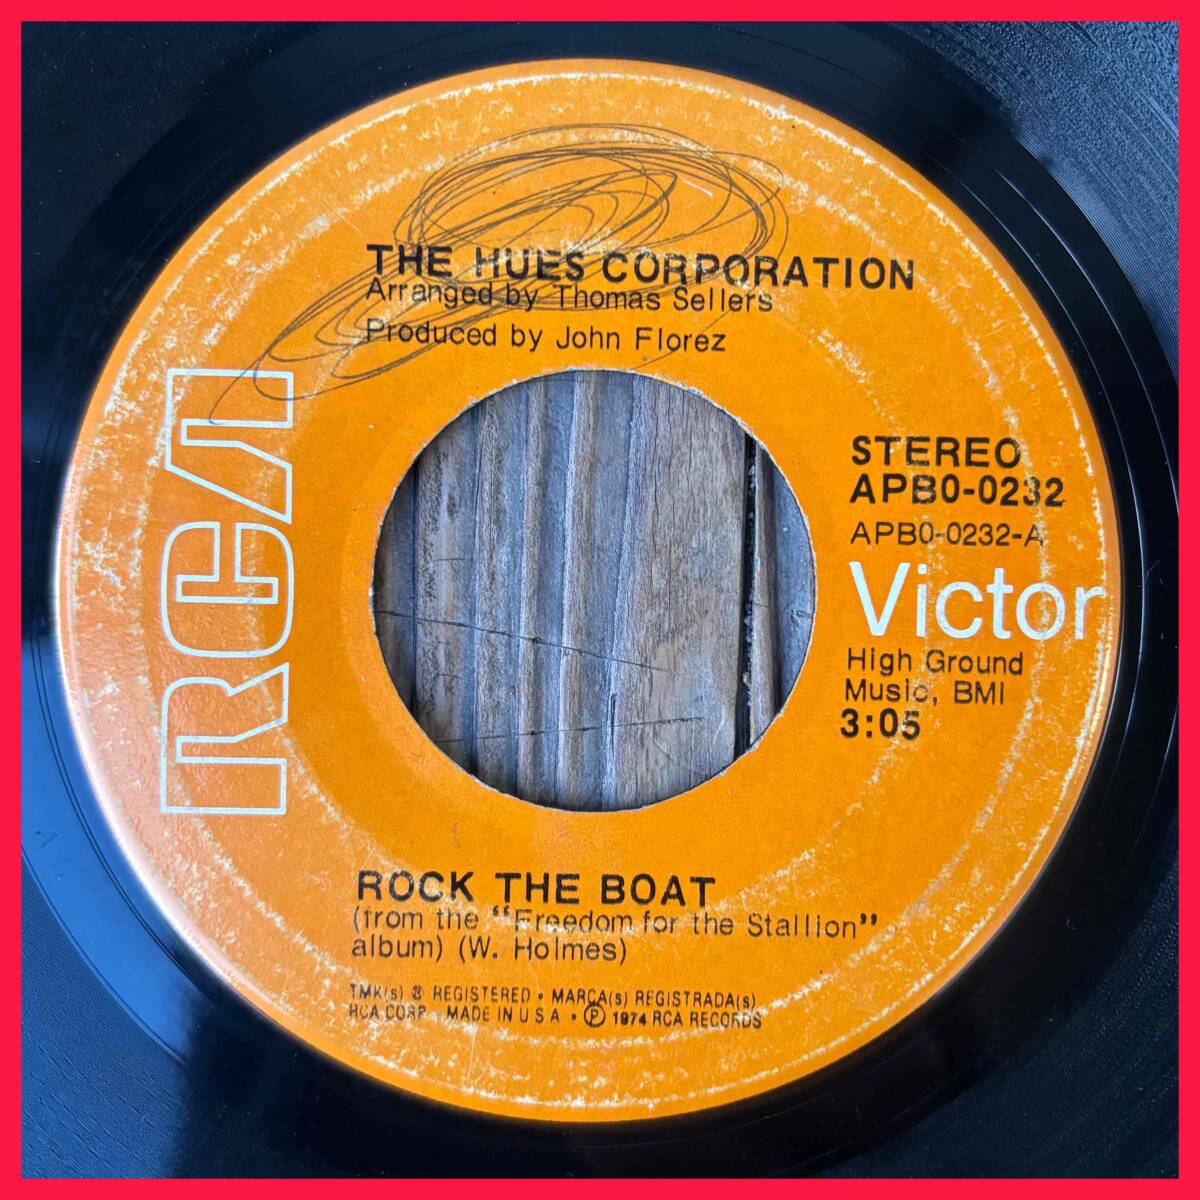 THE HUES CORPORATION
Arranged by Thomas Sellers
Produced by John Florez
RCA
STEREO
APB0-0232
APB0-0232-A
Victor
High Ground
Music, BMI
3:05
ROCK THE BOAT
(from the "Freedom for the Stallion"
album) (W. Holmes)
TMK(s) ® REGISTERED • MARCA(s) REGISTRADA(s)
RCA CORP. MADE IN U.S.A • ℗ 1974 RCA RECORDS